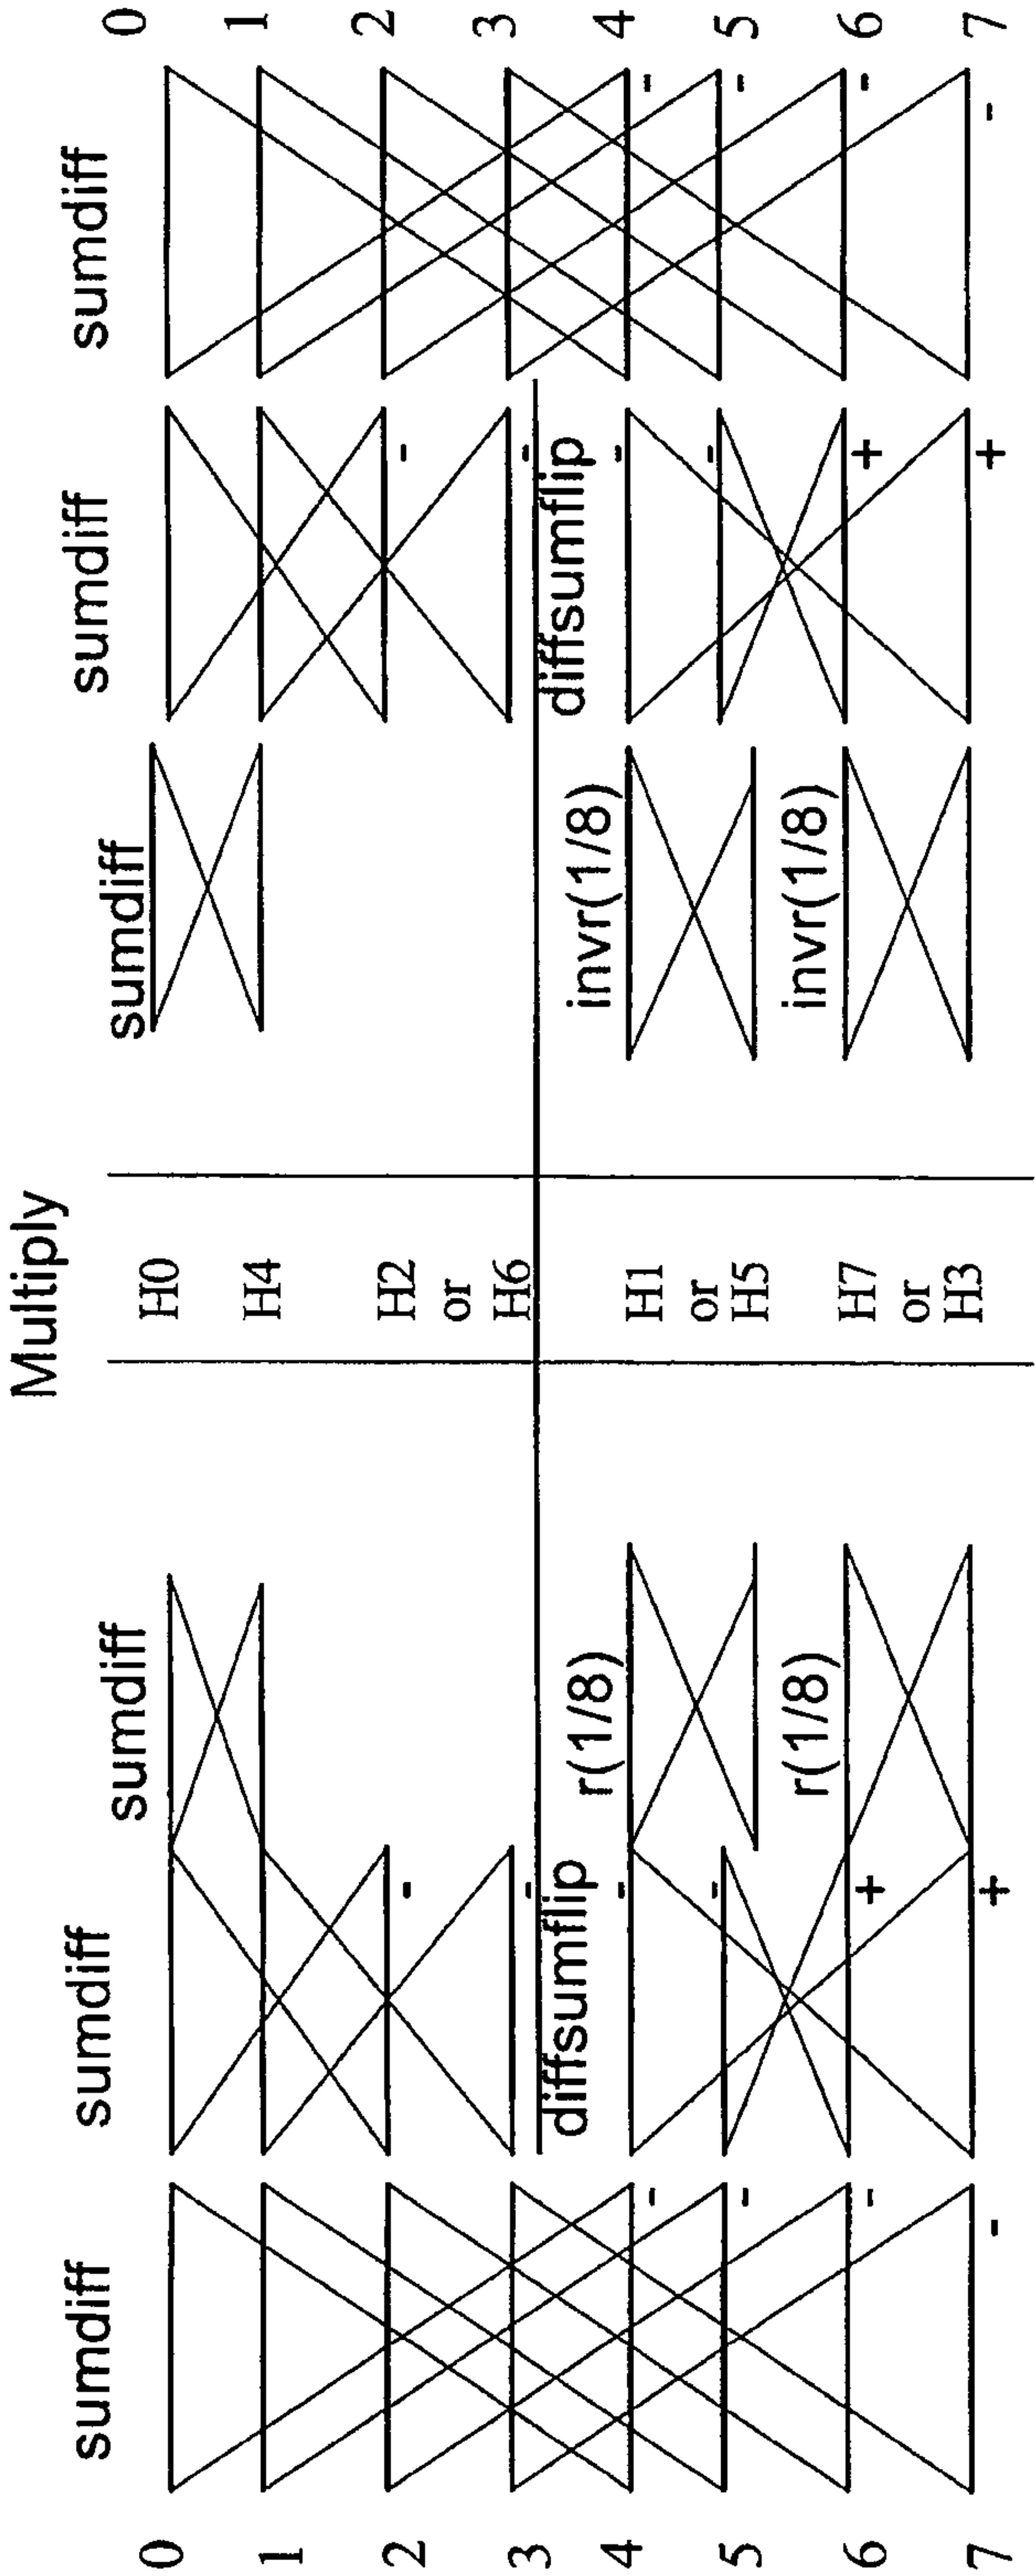 Multiply
sumdiff
sumdiff
sumdiff
sumdiff
sumdiff
sumdiff
0
H0
0
1
H4
1
2
-
H2
-
2
or
3
-
H6
-
3
diffsumflip
diffsumflip
r(1/8)
invr(1/8)
4
-
-
H1
-
-
4
or
5
-
-
H5
-
-
5
r(1/8)
invr(1/8)
6
-
+
H7
+
-
6
or
7
-
+
H3
+
-
7